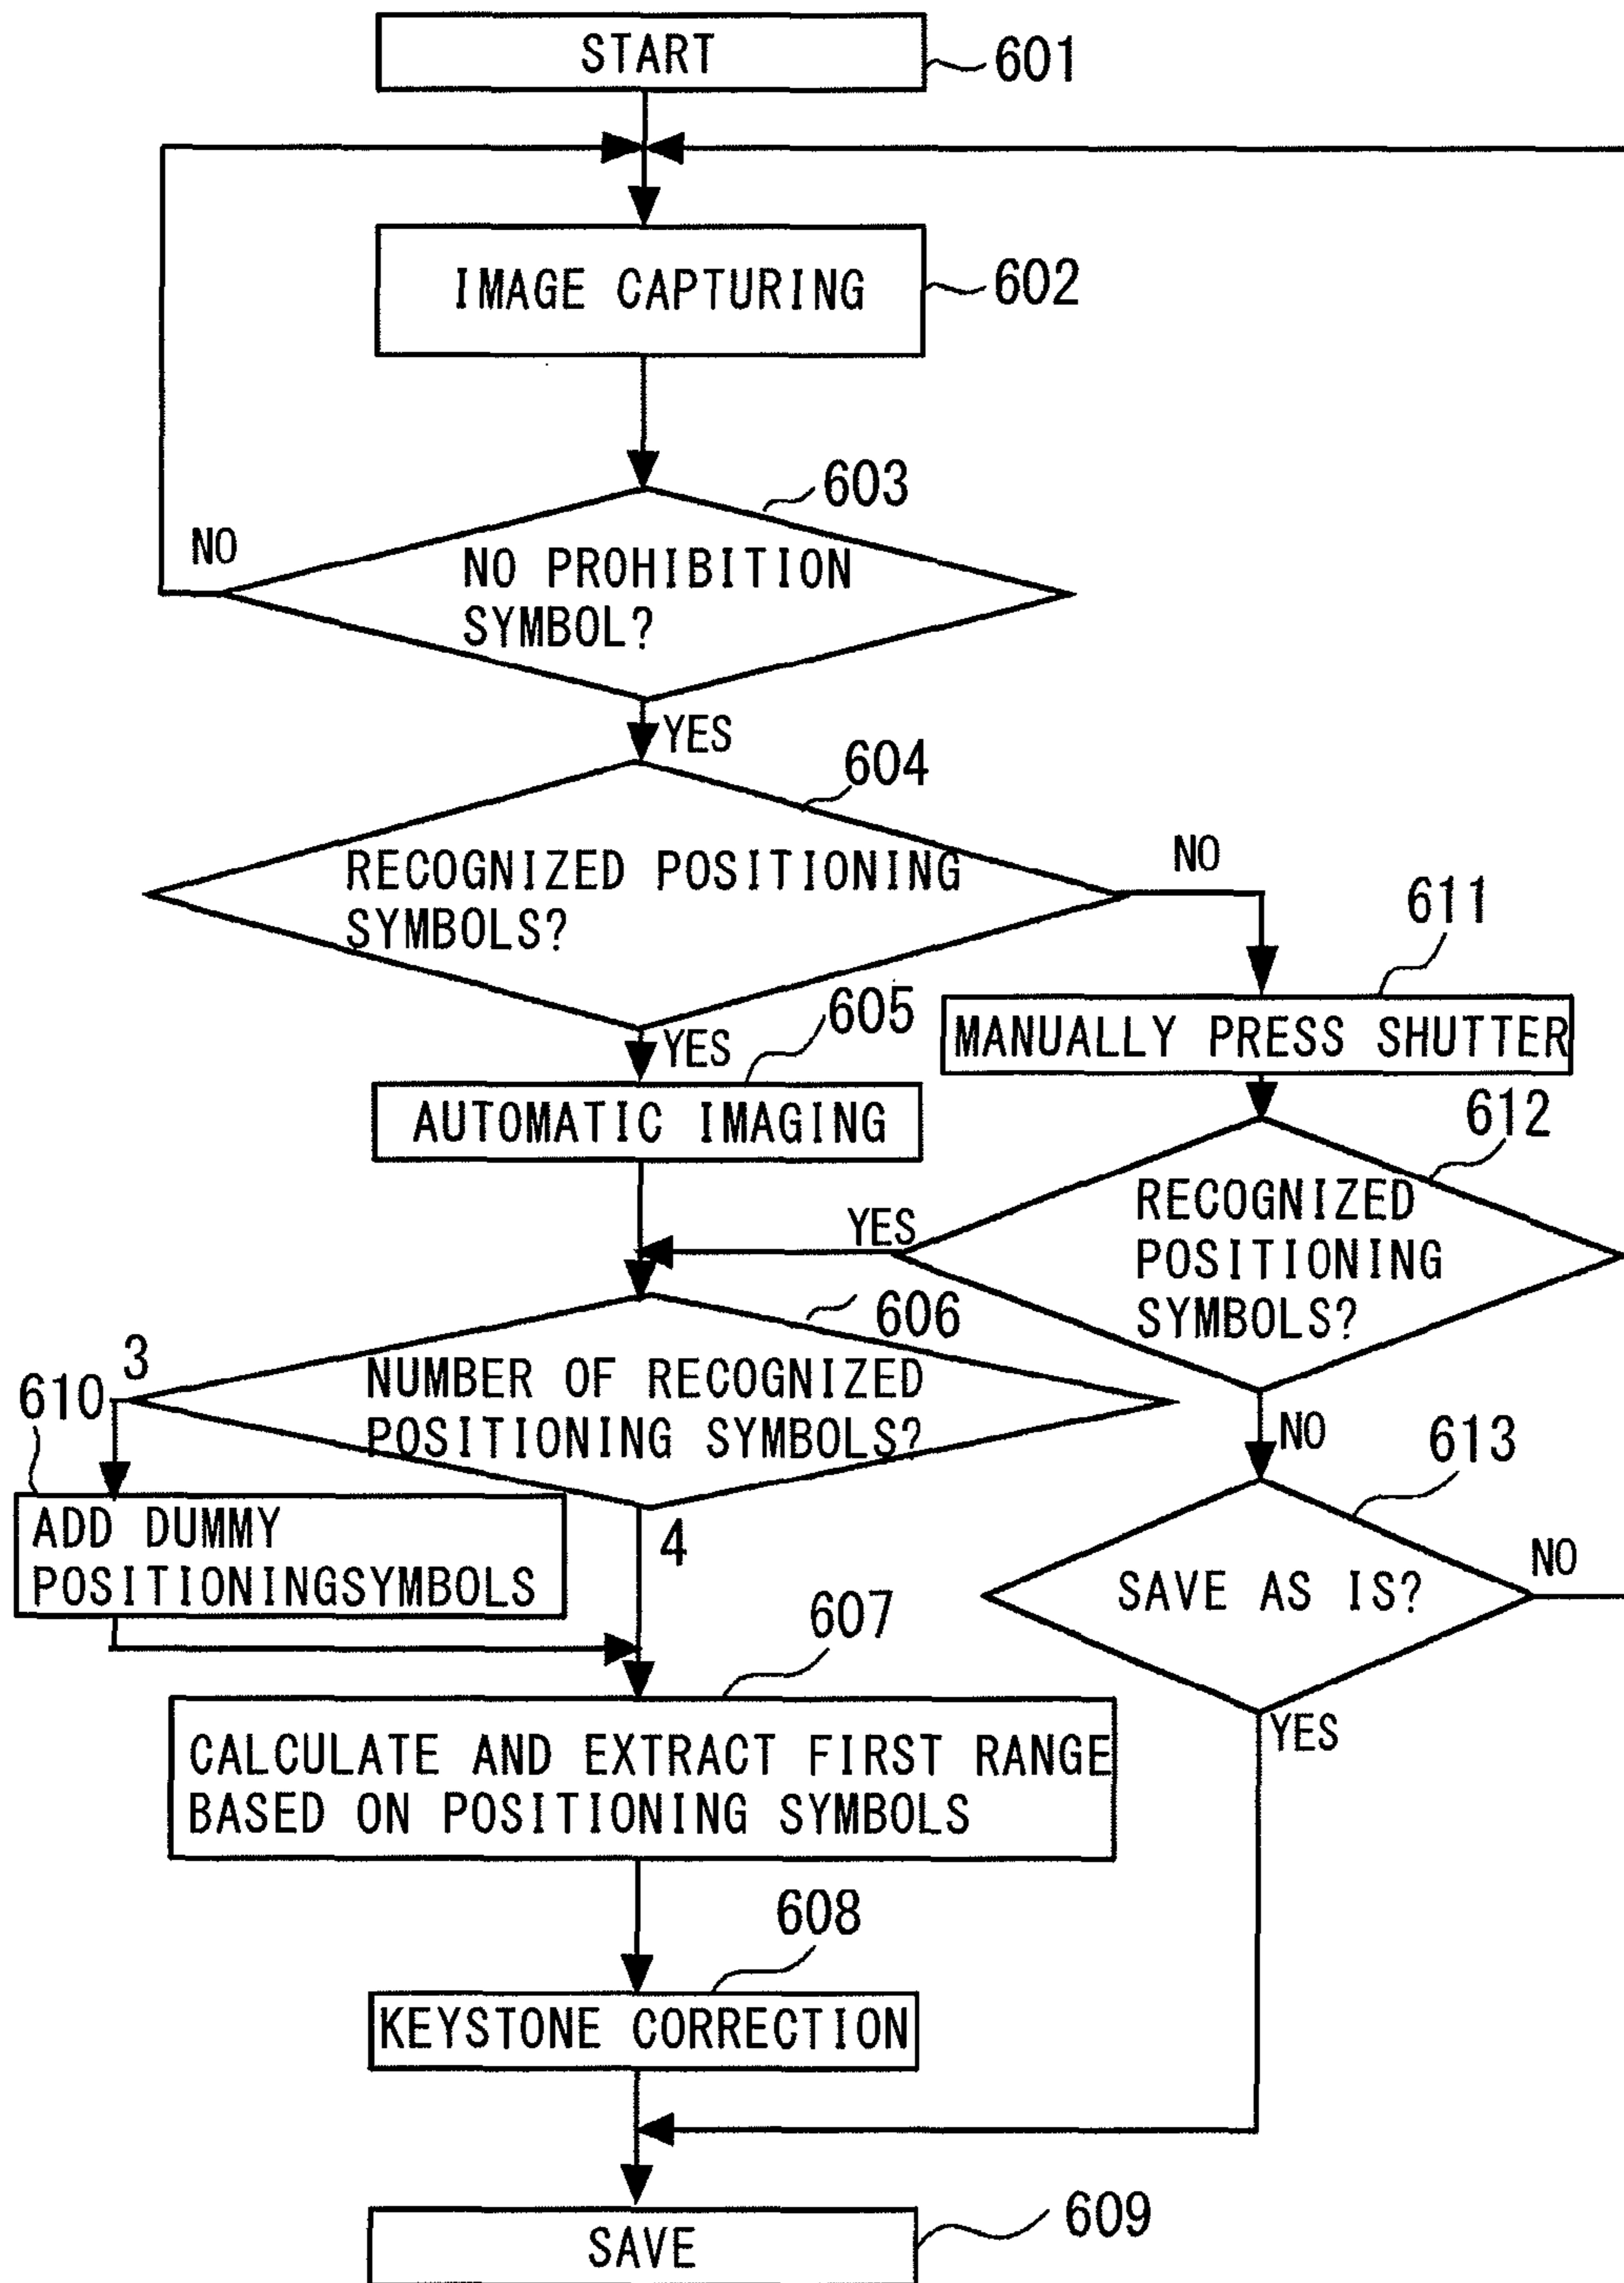 START
601
IMAGE CAPTURING
602
603
NO
NO PROHIBITION
SYMBOL?
YES
604
RECOGNIZED POSITIONING
SYMBOLS?
NO
611
605
YES
MANUALLY PRESS SHUTTER
AUTOMATIC IMAGING
612
RECOGNIZED
POSITIONING
SYMBOLS?
YES
606
3
610
NUMBER OF RECOGNIZED
POSITIONING SYMBOLS?
NO
613
ADD DUMMY
POSITIONINGSYMBOLS
4
SAVE AS IS?
NO
607
YES
CALCULATE AND EXTRACT FIRST RANGE
BASED ON POSITIONING SYMBOLS
608
KEYSTONE CORRECTION
609
SAVE